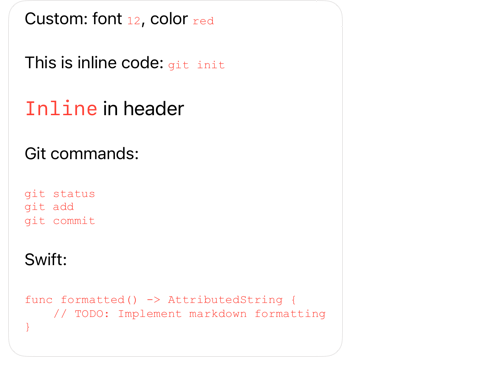 Custom: font 12, color red
This is inline code: git init
Inline in header
Git commands:
git status
git add
git commit
Swift:
func formatted() -> AttributedString {
    // TODO: Implement markdown formatting
}